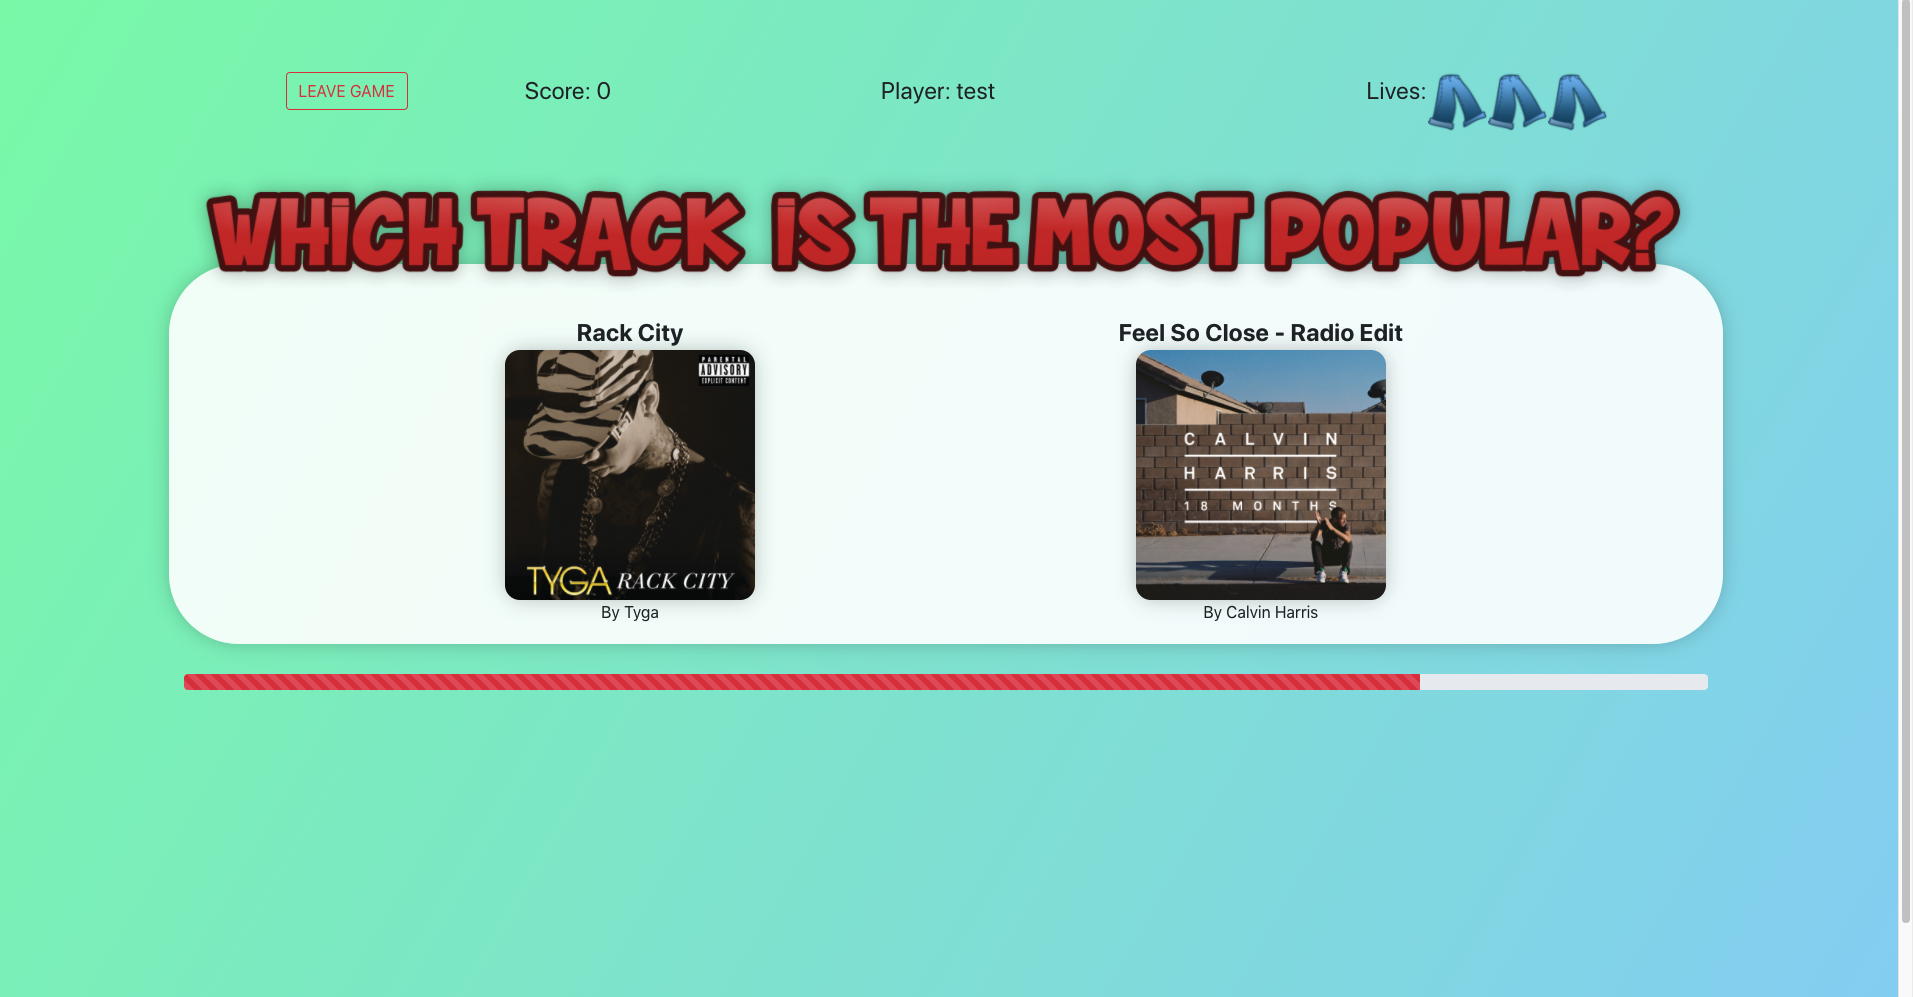 LEAVE GAME
Score: 0
Player: test
Lives:
WHICH TRACK IS THE MOST POPULAR?
Rack City
PARENTAL
ADVISORY
EXPLICIT CONTENT
TYGA RACK CITY
By Tyga
Feel So Close - Radio Edit
CALVIN
HARRIS
18 MONTHS
By Calvin Harris